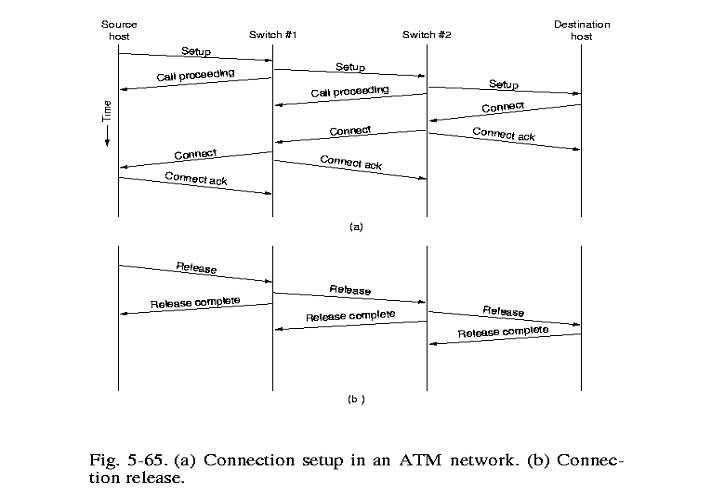 Source host
Switch #1
Switch #2
Destination host
Setup
Setup
Call proceeding
Setup
Call proceeding
Time
Connect
Connect
Connect ack
Connect
Connect ack
Connect ack
(a)
Release
Release
Release complete
Release
Release complete
Release complete
(b )
Fig. 5-65. (a) Connection setup in an ATM network. (b) Connec-
tion release.